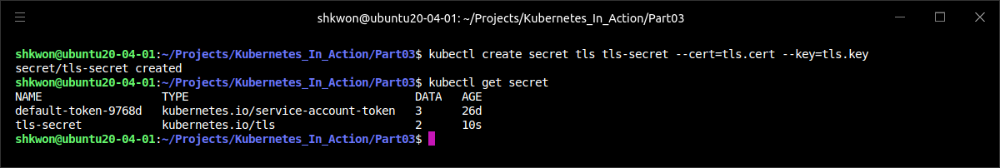 shkwon@ubuntu20-04-01: ~/Projects/Kubernetes_In_Action/Part03
shkwon@ubuntu20-04-01:~/Projects/Kubernetes_In_Action/Part03$ kubectl create secret tls tls-secret --cert=tls.cert --key=tls.key
secret/tls-secret created
shkwon@ubuntu20-04-01:~/Projects/Kubernetes_In_Action/Part03$ kubectl get secret
NAME                  TYPE                                  DATA   AGE
default-token-9768d   kubernetes.io/service-account-token   3      26d
tls-secret            kubernetes.io/tls                     2      10s
shkwon@ubuntu20-04-01:~/Projects/Kubernetes_In_Action/Part03$